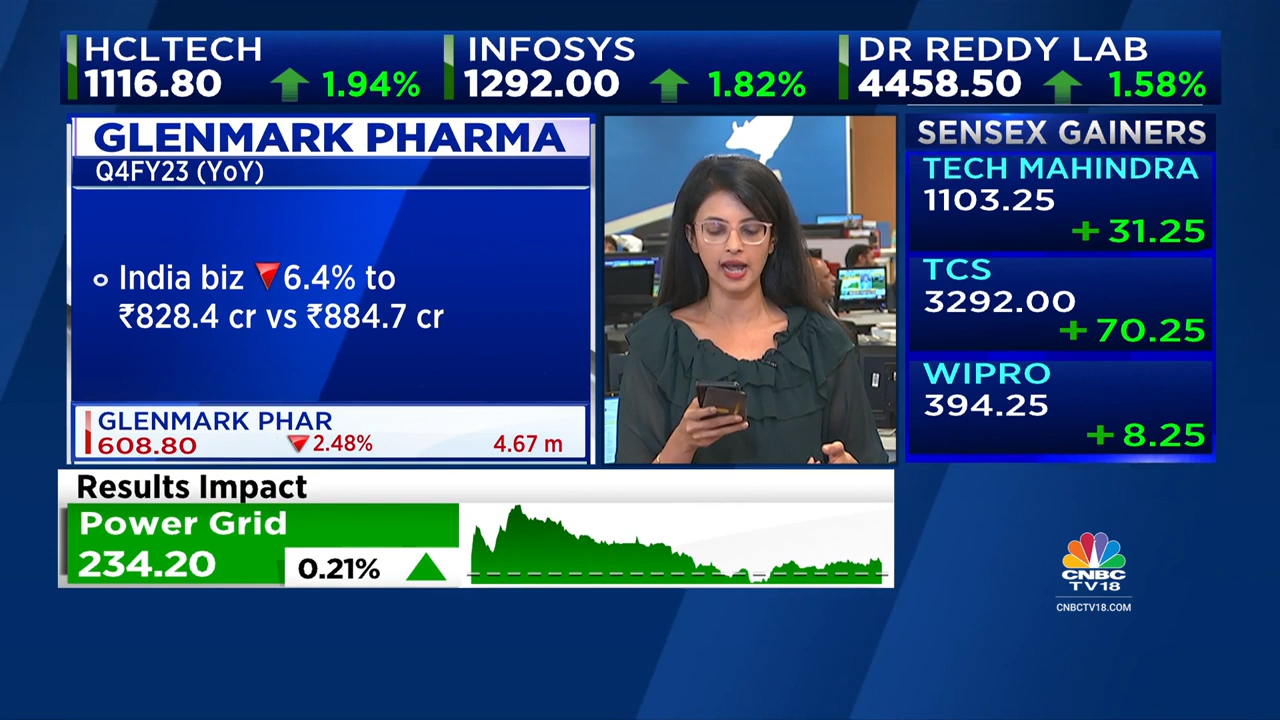 HCLTECH
1116.80 1.94%
INFOSYS
1292.00 1.82%
DR REDDY LAB
4458.50 1.58%
GLENMARK PHARMA
Q4FY23 (YoY)
India biz 6.4% to
₹828.4 cr vs ₹884.7 cr
GLENMARK PHAR
608.80 2.48% 4.67 m
SENSEX GAINERS
TECH MAHINDRA
1103.25
+ 31.25
TCS
3292.00
+ 70.25
WIPRO
394.25
+ 8.25
Results Impact
Power Grid
234.20 0.21%
CNBC
TV18
CNBCTV18.COM